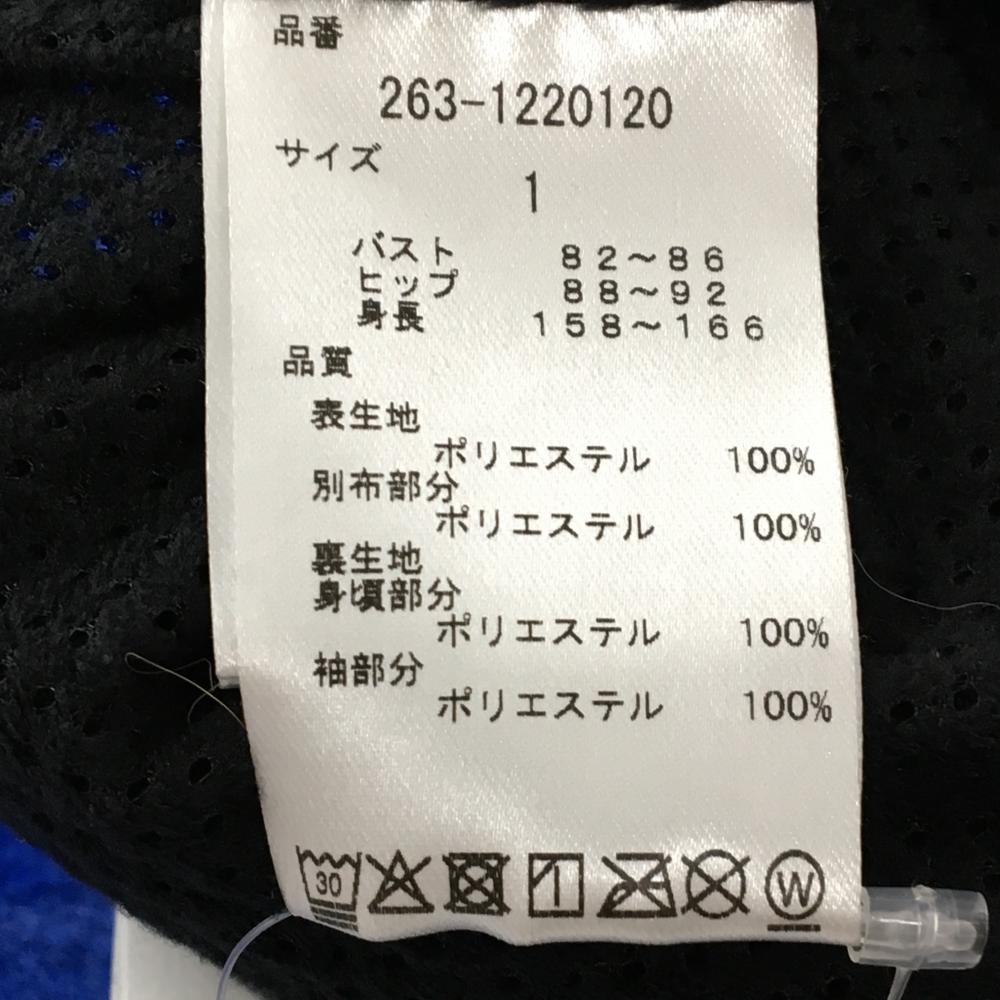 品番
263-1220120
サイズ
1
バスト 82～86
ヒップ 88～92
身長 158～166
品質
表生地
ポリエステル 100%
別布部分
ポリエステル 100%
裏生地
身頃部分
ポリエステル 100%
袖部分
ポリエステル 100%
30 W